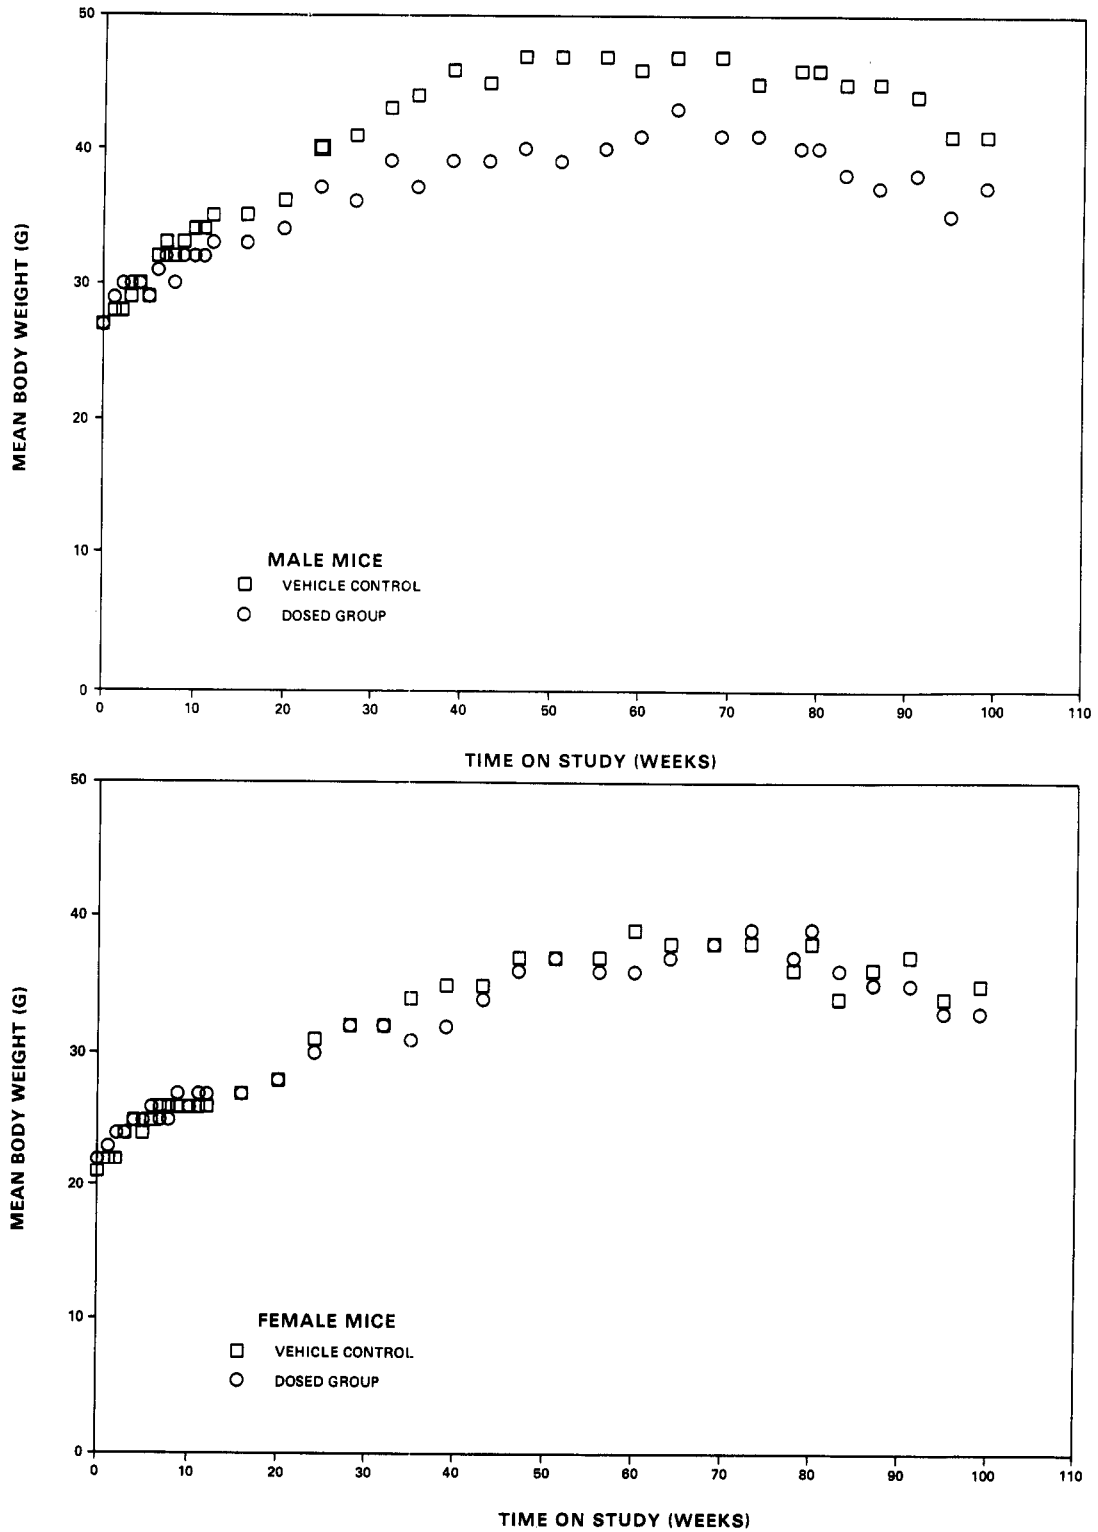 50
40
30
20
10
0
MEAN BODY WEIGHT (G)
MALE MICE
VEHICLE CONTROL
DOSED GROUP
0 10 20 30 40 50 60 70 80 90 100 110
TIME ON STUDY (WEEKS)
50
40
30
20
10
0
MEAN BODY WEIGHT (G)
FEMALE MICE
VEHICLE CONTROL
DOSED GROUP
0 10 20 30 40 50 60 70 80 90 100 110
TIME ON STUDY (WEEKS)